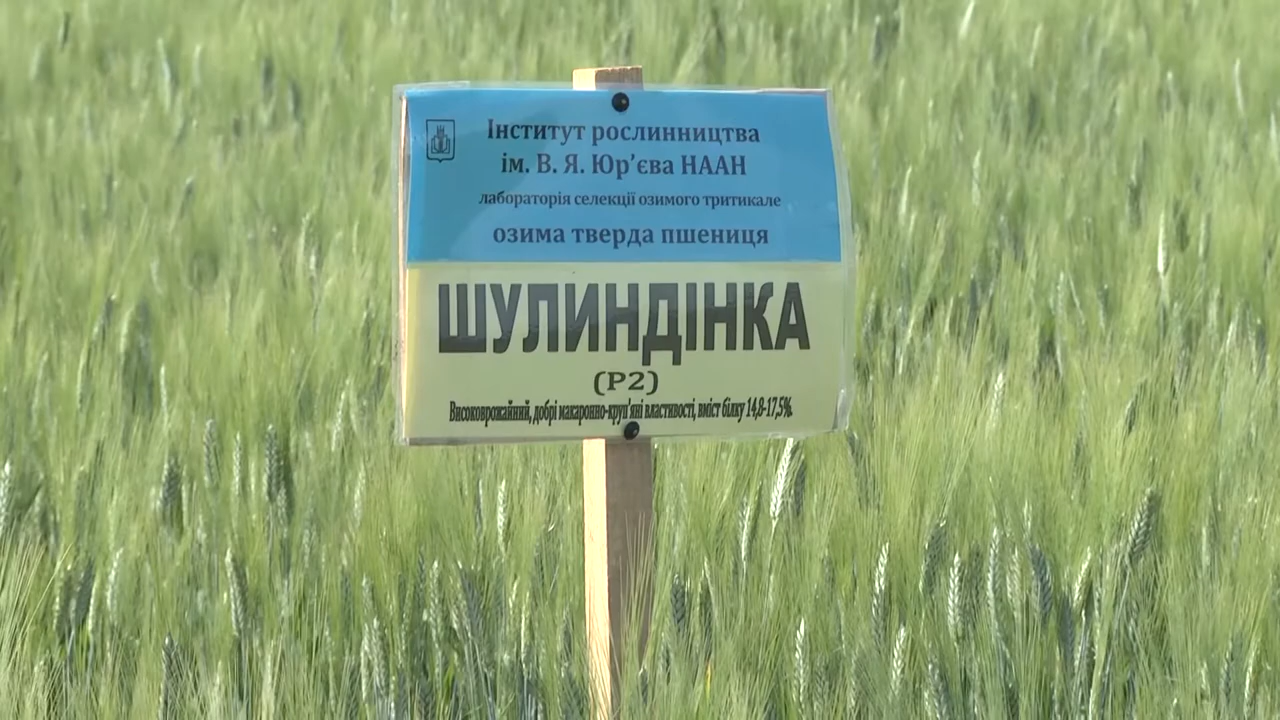 Інститут рослинництва
ім. В. Я. Юр’єва НААН
лабораторія селекції озимого тритикале
озима тверда пшениця
ШУЛИНДІНКА
(Р2)
Високоврожайний, добрі макаронно-круп'яні властивості, вміст білку 14,8-17,5%.